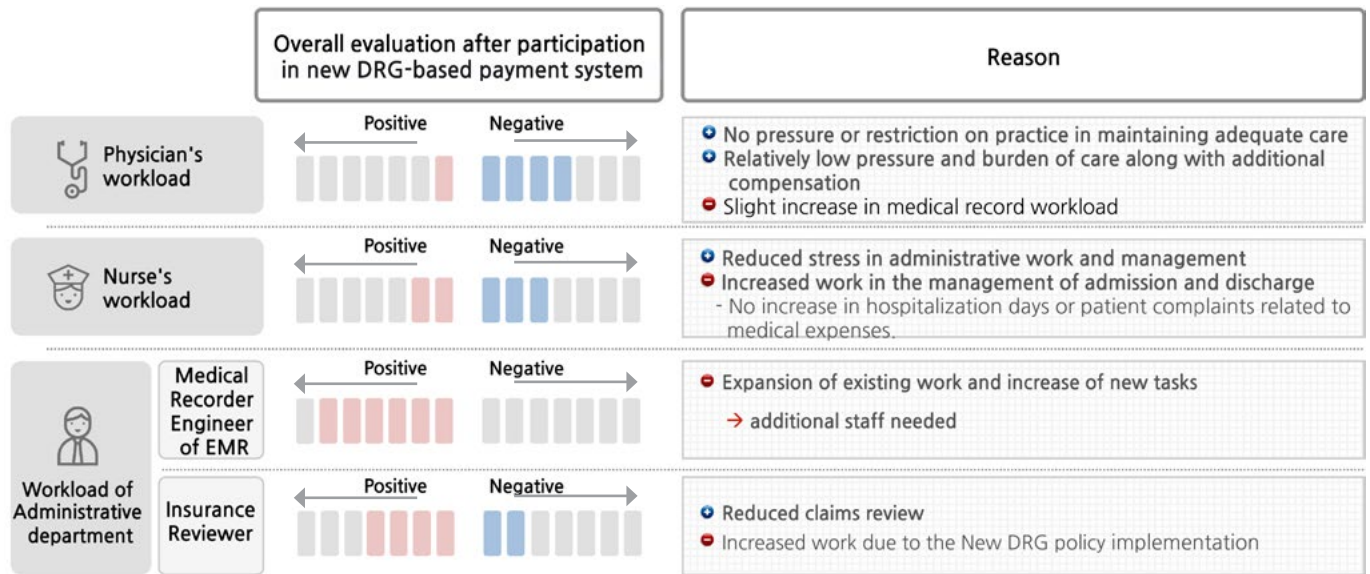 Overall evaluation after participation
in new DRG-based payment system
Reason
Physician's
workload
Positive
Negative
No pressure or restriction on practice in maintaining adequate care
Relatively low pressure and burden of care along with additional
compensation
Slight increase in medical record workload
Nurse's
workload
Positive
Negative
Reduced stress in administrative work and management
Increased work in the management of admission and discharge
- No increase in hospitalization days or patient complaints related to
medical expenses.
Workload of
Administrative
department
Medical
Recorder
Engineer
of EMR
Positive
Negative
Expansion of existing work and increase of new tasks
→ additional staff needed
Insurance
Reviewer
Positive
Negative
Reduced claims review
Increased work due to the New DRG policy implementation